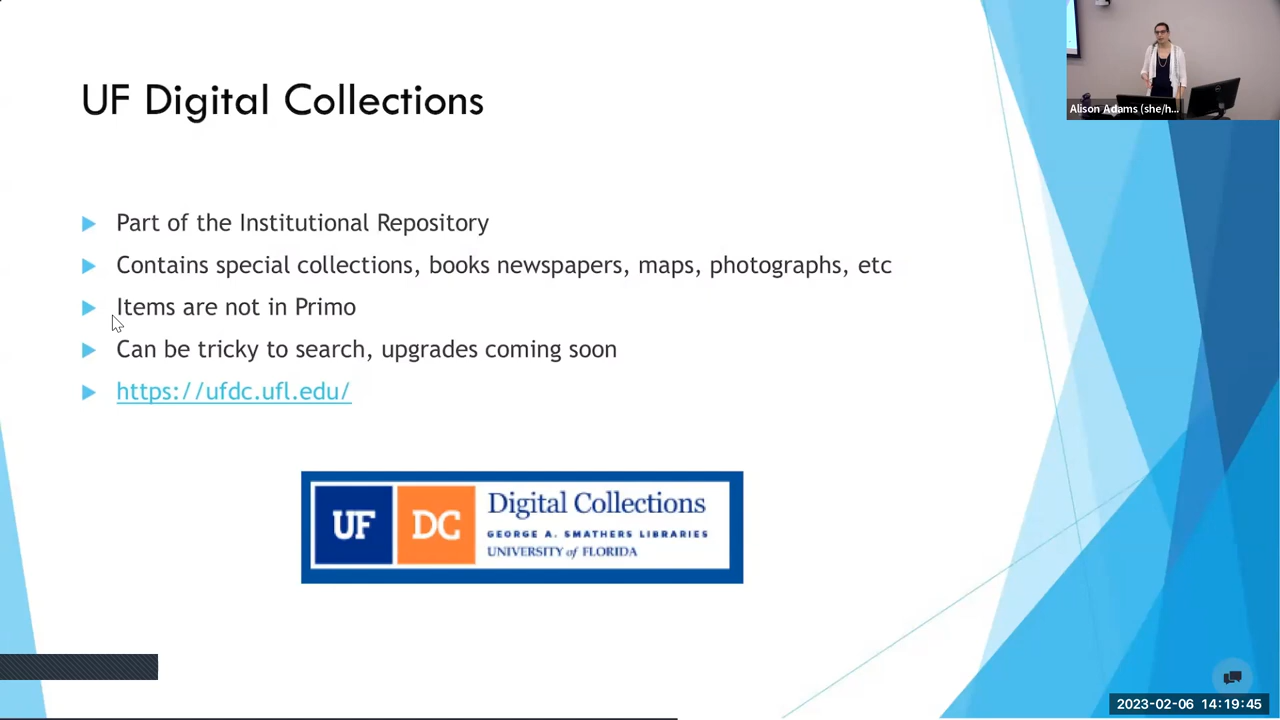 UF Digital Collections
Alison Adams (she/h...
Part of the Institutional Repository
Contains special collections, books newspapers, maps, photographs, etc
Items are not in Primo
Can be tricky to search, upgrades coming soon
https://ufdc.ufl.edu/
UF DC Digital Collections
GEORGE A. SMATHERS LIBRARIES
UNIVERSITY of FLORIDA
2023-02-06 14:19:45